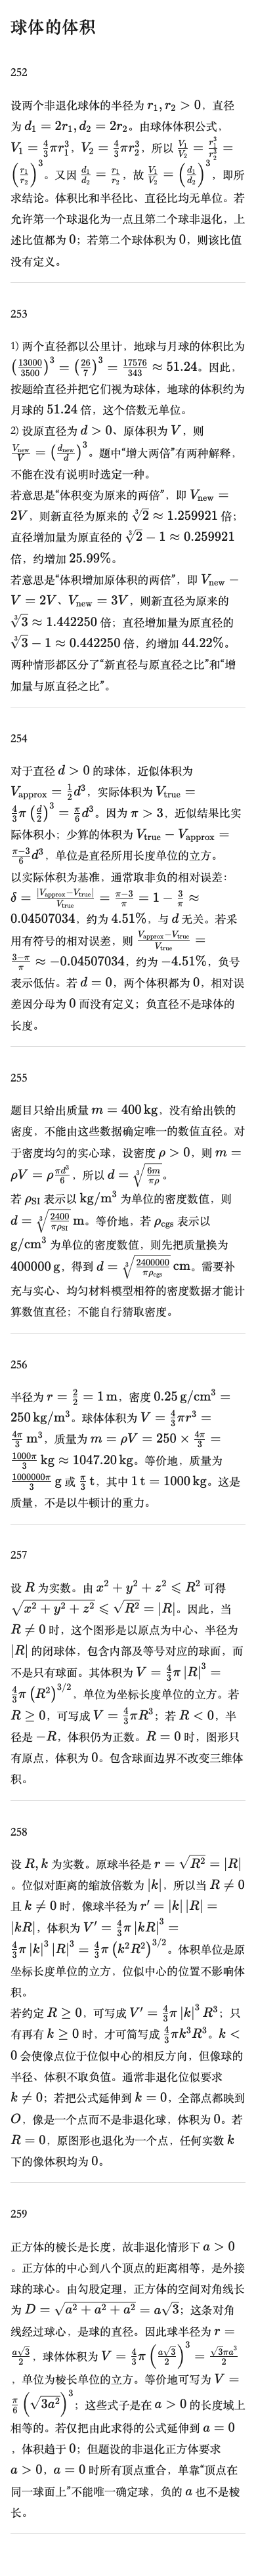 球体的体积
252
设两个非退化球体的半径为 r₁, r₂ > 0，直径
为 d₁ = 2r₁, d₂ = 2r₂。由球体体积公式，
V₁ = 4/3 πr₁³，V₂ = 4/3 πr₂³，所以 V₁/V₂ = r₁³/r₂³ =
(r₁/r₂)³。又因 d₁/d₂ = r₁/r₂，故 V₁/V₂ = (d₁/d₂)³，即所
求结论。体积比和半径比、直径比均无单位。若
允许第一个球退化为一点且第二个球非退化，上
述比值都为 0；若第二个球体积为 0，则该比值
没有定义。
253
1) 两个直径都以公里计，地球与月球的体积比为
(13000/3500)³ = (26/7)³ = 17576/343 ≈ 51.24。因此，
按题给直径并把它们视为球体，地球的体积约为
月球的 51.24 倍，这个倍数无单位。
2) 设原直径为 d > 0、原体积为 V，则
V_new/V = (d_new/d)³。题中“增大两倍”有两种解释，
不能在没有说明时选定一种。
若意思是“体积变为原来的两倍”，即 V_new =
2V，则新直径为原来的 ∛2 ≈ 1.259921 倍；
直径增加量为原直径的 ∛2 − 1 ≈ 0.259921
倍，约增加 25.99%。
若意思是“体积增加原体积的两倍”，即 V_new −
V = 2V、V_new = 3V，则新直径为原来的
∛3 ≈ 1.442250 倍；直径增加量为原直径的
∛3 − 1 ≈ 0.442250 倍，约增加 44.22%。
两种情形都区分了“新直径与原直径之比”和“增
加量与原直径之比”。
254
对于直径 d > 0 的球体，近似体积为
V_approx = 1/2 d³，实际体积为 V_true =
4/3 π (d/2)³ = π/6 d³。因为 π > 3，近似结果比实
际体积小；少算的体积为 V_true − V_approx =
(π−3)/6 d³，单位是直径所用长度单位的立方。
以实际体积为基准，通常取非负的相对误差：
δ = |V_approx−V_true|/V_true = (π−3)/π = 1 − 3/π ≈
0.04507034，约为 4.51%，与 d 无关。若采
用有符号的相对误差，则 (V_approx−V_true)/V_true =
(3−π)/π ≈ −0.04507034，约为 −4.51%，负号
表示低估。若 d = 0，两个体积都为 0，相对误
差因分母为 0 而没有定义；负直径不是球体的
长度。
255
题目只给出质量 m = 400 kg，没有给出铁的
密度，不能由这些数据确定唯一的数值直径。对
于密度均匀的实心球，设密度 ρ > 0，则 m =
ρV = ρ πd³/6，所以 d = ∛(6m/πρ)。
若 ρ_SI 表示以 kg/m³ 为单位的密度数值，则
d = ∛(2400/πρ_SI) m。等价地，若 ρ_cgs 表示以
g/cm³ 为单位的密度数值，则先把质量换为
400000 g，得到 d = ∛(2400000/πρ_cgs) cm。需要补
充与实心、均匀材料模型相符的密度数据才能计
算数值直径；不能自行猜取密度。
256
半径为 r = 2/2 = 1 m，密度 0.25 g/cm³ =
250 kg/m³。球体体积为 V = 4/3 πr³ =
4π/3 m³，质量为 m = ρV = 250 × 4π/3 =
1000π/3 kg ≈ 1047.20 kg。等价地，质量为
1000000π/3 g 或 π/3 t，其中 1 t = 1000 kg。这是
质量，不是以牛顿计的重力。
257
设 R 为实数。由 x² + y² + z² ⩽ R² 可得
√(x² + y² + z²) ⩽ √R² = |R|。因此，当
R ≠ 0 时，这个图形是以原点为中心、半径为
|R| 的闭球体，包含内部及等号对应的球面，而
不是只有球面。其体积为 V = 4/3 π |R|³ =
4/3 π (R²)^{3/2}，单位为坐标长度单位的立方。若
R ≥ 0，可写成 V = 4/3 πR³；若 R < 0，半
径是 −R，体积仍为正数。R = 0 时，图形只
有原点，体积为 0。包含球面边界不改变三维体
积。
258
设 R, k 为实数。原球半径是 r = √R² = |R|
。位似对距离的缩放倍数为 |k|，所以当 R ≠ 0
且 k ≠ 0 时，像球半径为 r′ = |k| |R| =
|kR|，体积为 V′ = 4/3 π |kR|³ =
4/3 π |k|³ |R|³ = 4/3 π (k²R²)^{3/2}。体积单位是原
坐标长度单位的立方，位似中心的位置不影响体
积。
若约定 R ≥ 0，可写成 V′ = 4/3 π |k|³ R³；只
有再有 k ≥ 0 时，才可简写成 4/3 πk³R³。k <
0 会使像点位于位似中心的相反方向，但像球的
半径、体积不取负值。通常非退化位似要求
k ≠ 0；若把公式延伸到 k = 0，全部点都映到
O，像是一个点而不是非退化球，体积为 0。若
R = 0，原图形也退化为一个点，任何实数 k
下的像体积均为 0。
259
正方体的棱长是长度，故非退化情形下 a > 0
。正方体的中心到八个顶点的距离相等，是外接
球的球心。由勾股定理，正方体的空间对角线长
为 D = √(a² + a² + a²) = a√3；这条对角
线经过球心，是球的直径。因此球半径为 r =
a√3/2，球体体积为 V = 4/3 π (a√3/2)³ = √3πa³/2
，单位为棱长单位的立方。等价地可写为 V =
π/6 (√(3a²))³；这些式子是在 a > 0 的长度域上
相等的。若仅把由此求得的公式延伸到 a = 0
，体积趋于 0；但题设的非退化正方体要求
a > 0，a = 0 时所有顶点重合，单靠“顶点在
同一球面上”不能唯一确定球，负的 a 也不是棱
长。